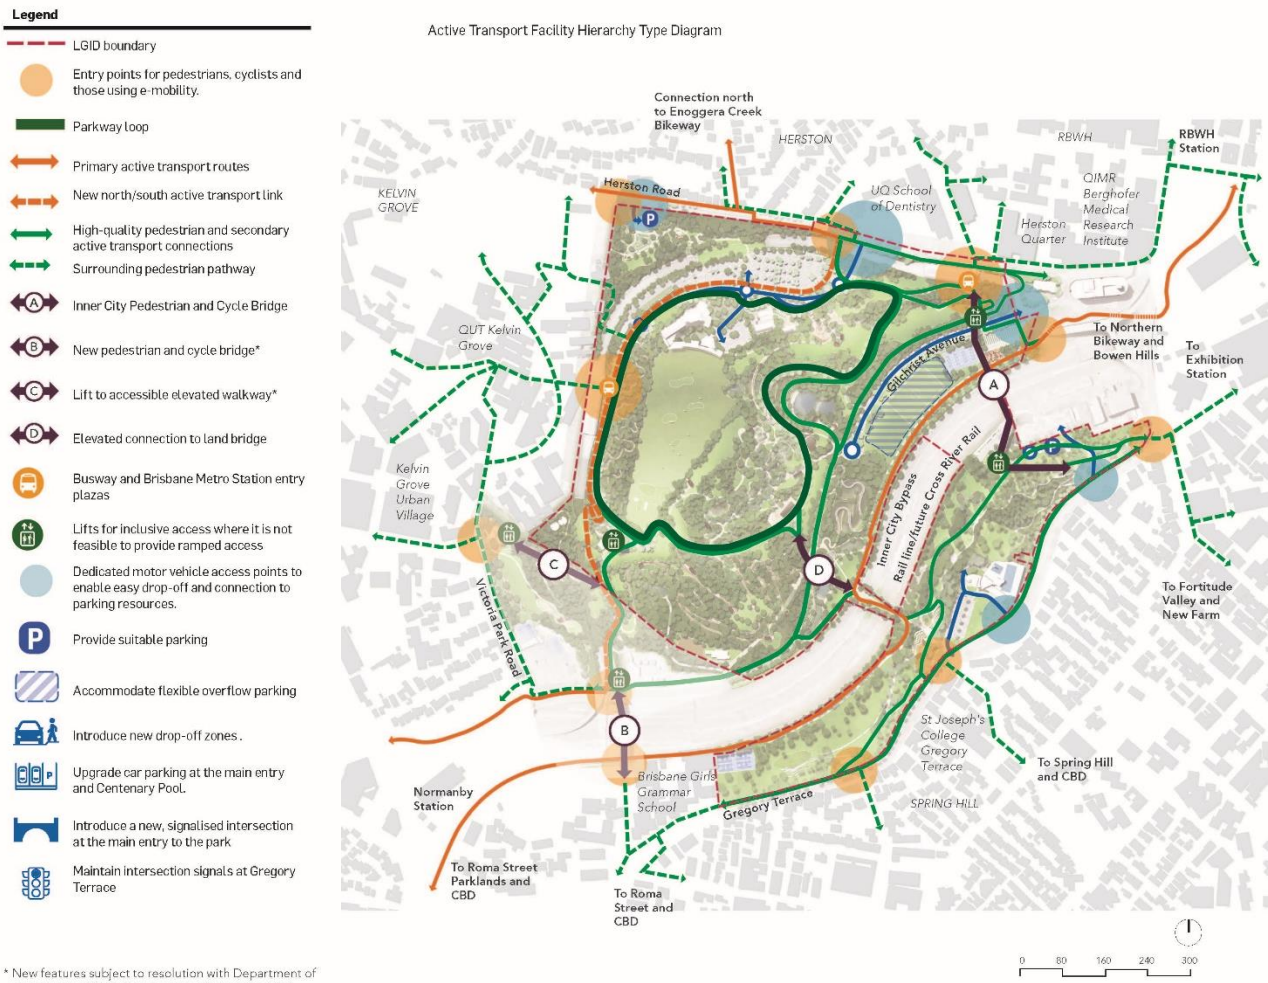 Legend
LGID boundary
Entry points for pedestrians, cyclists and
those using e-mobility.
Parkway loop
Primary active transport routes
New north/south active transport link
High-quality pedestrian and secondary
active transport connections
Surrounding pedestrian pathway
A
Inner City Pedestrian and Cycle Bridge
B
New pedestrian and cycle bridge*
C
Lift to accessible elevated walkway*
D
Elevated connection to land bridge
Busway and Brisbane Metro Station entry
plazas
Lifts for inclusive access where it is not
feasible to provide ramped access
Dedicated motor vehicle access points to
enable easy drop-off and connection to
parking resources.
P
Provide suitable parking
Accommodate flexible overflow parking
Introduce new drop-off zones .
P
Upgrade car parking at the main entry
and Centenary Pool.
Introduce a new, signalised intersection
at the main entry to the park
Maintain intersection signals at Gregory
Terrace
* New features subject to resolution with Department of
Active Transport Facility Hierarchy Type Diagram
Connection north
to Enoggera Creek
Bikeway
HERSTON
RBWH
RBWH
Station
KELVIN
GROVE
Herston Road
P
UQ School
of Dentistry
QIMR
Berghofer
Medical
Research
Institute
Herston
Quarter
QUT Kelvin
Grove
To Northern
Bikeway and
Bowen Hills
To
Exhibition
Station
Gilchrist Avenue
A
P
Kelvin
Grove
Urban
Village
Inner City Bypass
Rail line/future Cross River Rail
C
D
Victoria Park Road
To Fortitude
Valley and
New Farm
B
St Joseph's
College
Gregory
Terrace
To Spring Hill
and CBD
Normanby
Station
Brisbane Girls
Grammar
School
Gregory Terrace
SPRING HILL
To Roma Street
Parklands and
CBD
To Roma
Street and
CBD
0 80 160 240 300